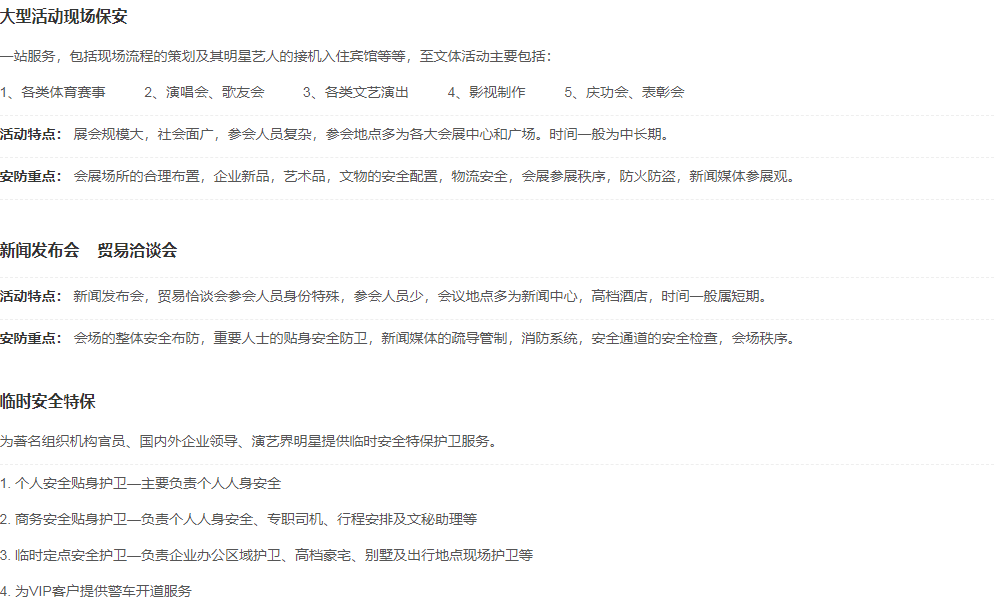 大型活动现场保安
一站服务，包括现场流程的策划及其明星艺人的接机入住宾馆等等，至文体活动主要包括：
1、各类体育赛事 2、演唱会、歌友会 3、各类文艺演出 4、影视制作 5、庆功会、表彰会
活动特点： 展会规模大，社会面广，参会人员复杂，参会地点多为各大会展中心和广场。时间一般为中长期。
安防重点： 会展场所的合理布置，企业新品，艺术品，文物的安全配置，物流安全，会展参展秩序，防火防盗，新闻媒体参展观。
新闻发布会 贸易洽谈会
活动特点： 新闻发布会，贸易恰谈会参会人员身份特殊，参会人员少，会议地点多为新闻中心，高档酒店，时间一般属短期。
安防重点： 会场的整体安全布防，重要人士的贴身安全防卫，新闻媒体的疏导管制，消防系统，安全通道的安全检查，会场秩序。
临时安全特保
为著名组织机构官员、国内外企业领导、演艺界明星提供临时安全特保护卫服务。
1. 个人安全贴身护卫—主要负责个人人身安全
2. 商务安全贴身护卫—负责个人人身安全、专职司机、行程安排及文秘助理等
3. 临时定点安全护卫—负责企业办公区域护卫、高档豪宅、别墅及出行地点现场护卫等
4. 为VIP客户提供警车开道服务